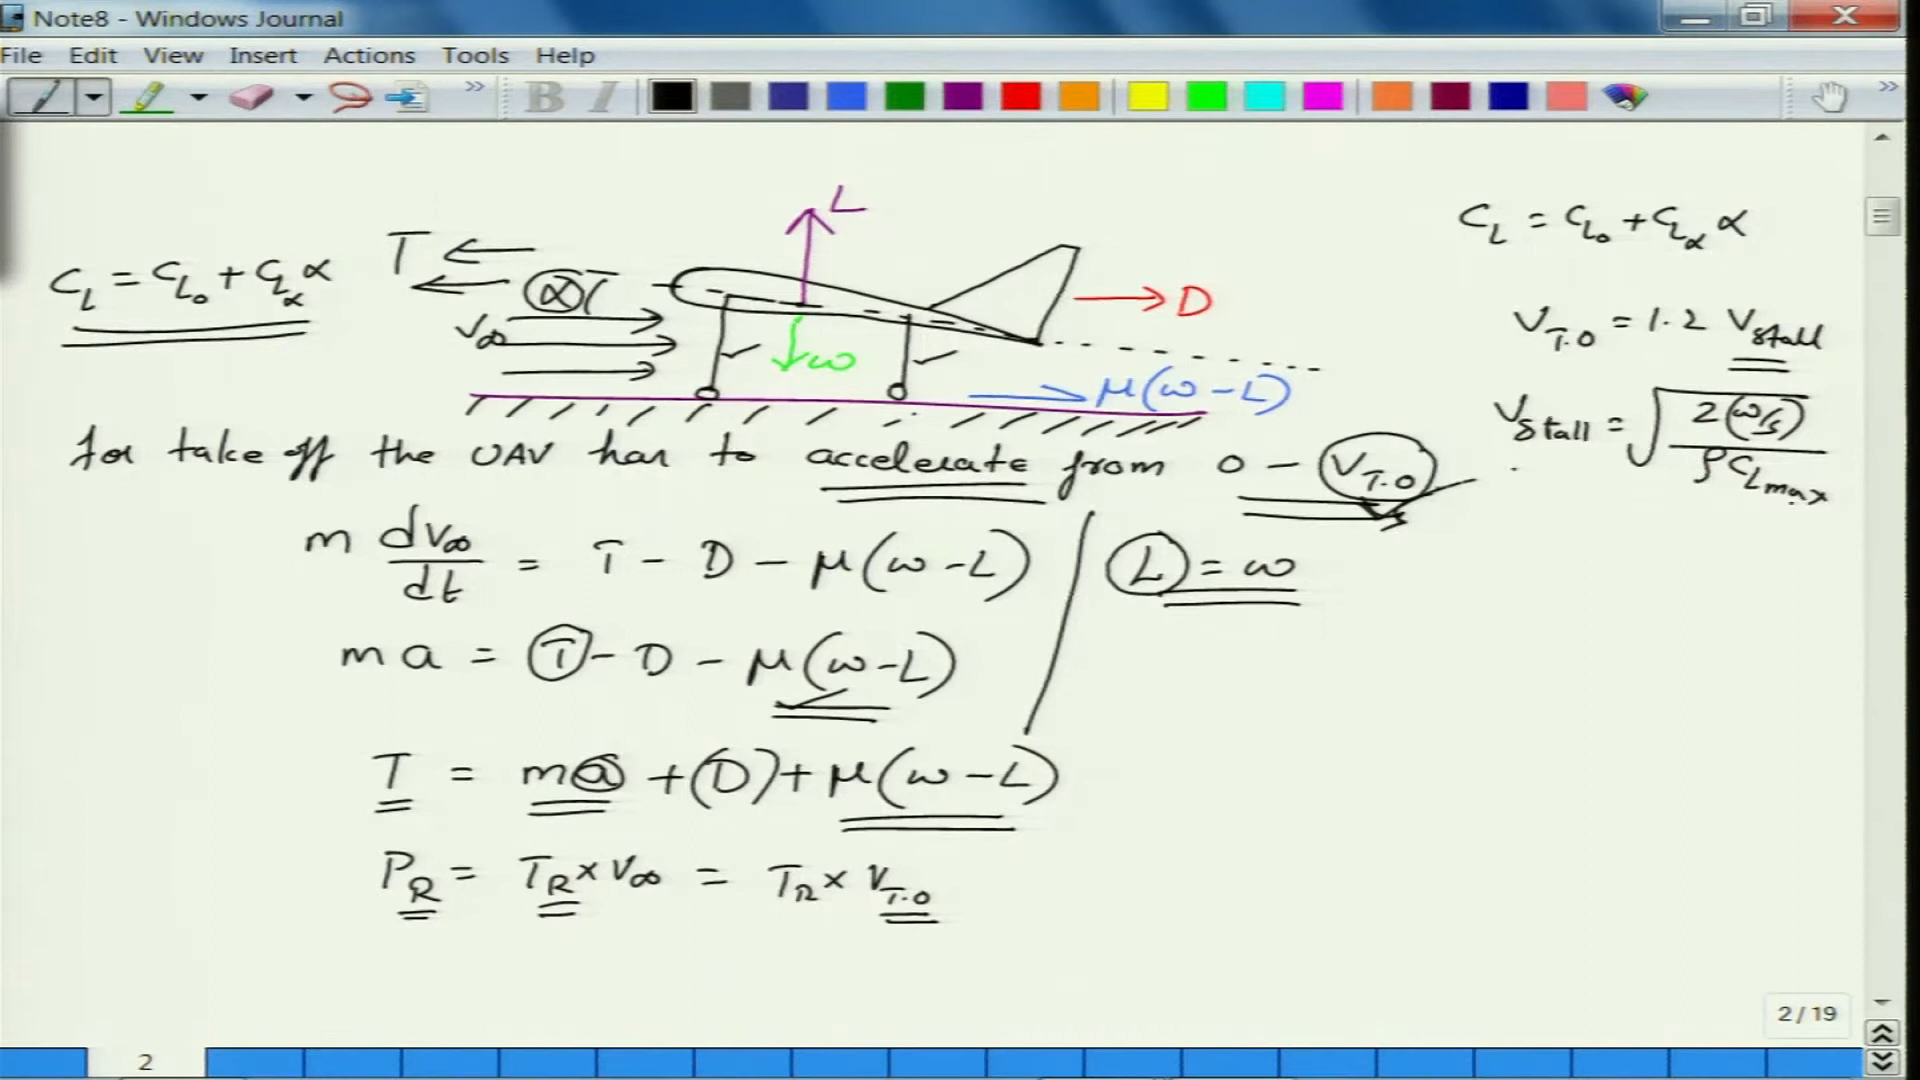 Note8 - Windows Journal
File Edit View Insert Actions Tools Help
B I
L
C_L = C_L₀ + C_Lα α
T
α T
V∞
D
ω
μ(ω-L)
C_L = C_L₀ + C_Lα α
V_T.O = 1.2 V_stall
V_stall = √(2(ω/s) / ρ C_Lmax)
for take off the UAV has to accelerate from 0 - V_T.O
m dV∞/dt = T - D - μ(ω-L)
L = ω
ma = T - D - μ(ω-L)
T = ma + (D) + μ(ω-L)
P_R = T_R × V∞ = T_R × V_T.O
2 / 19
2